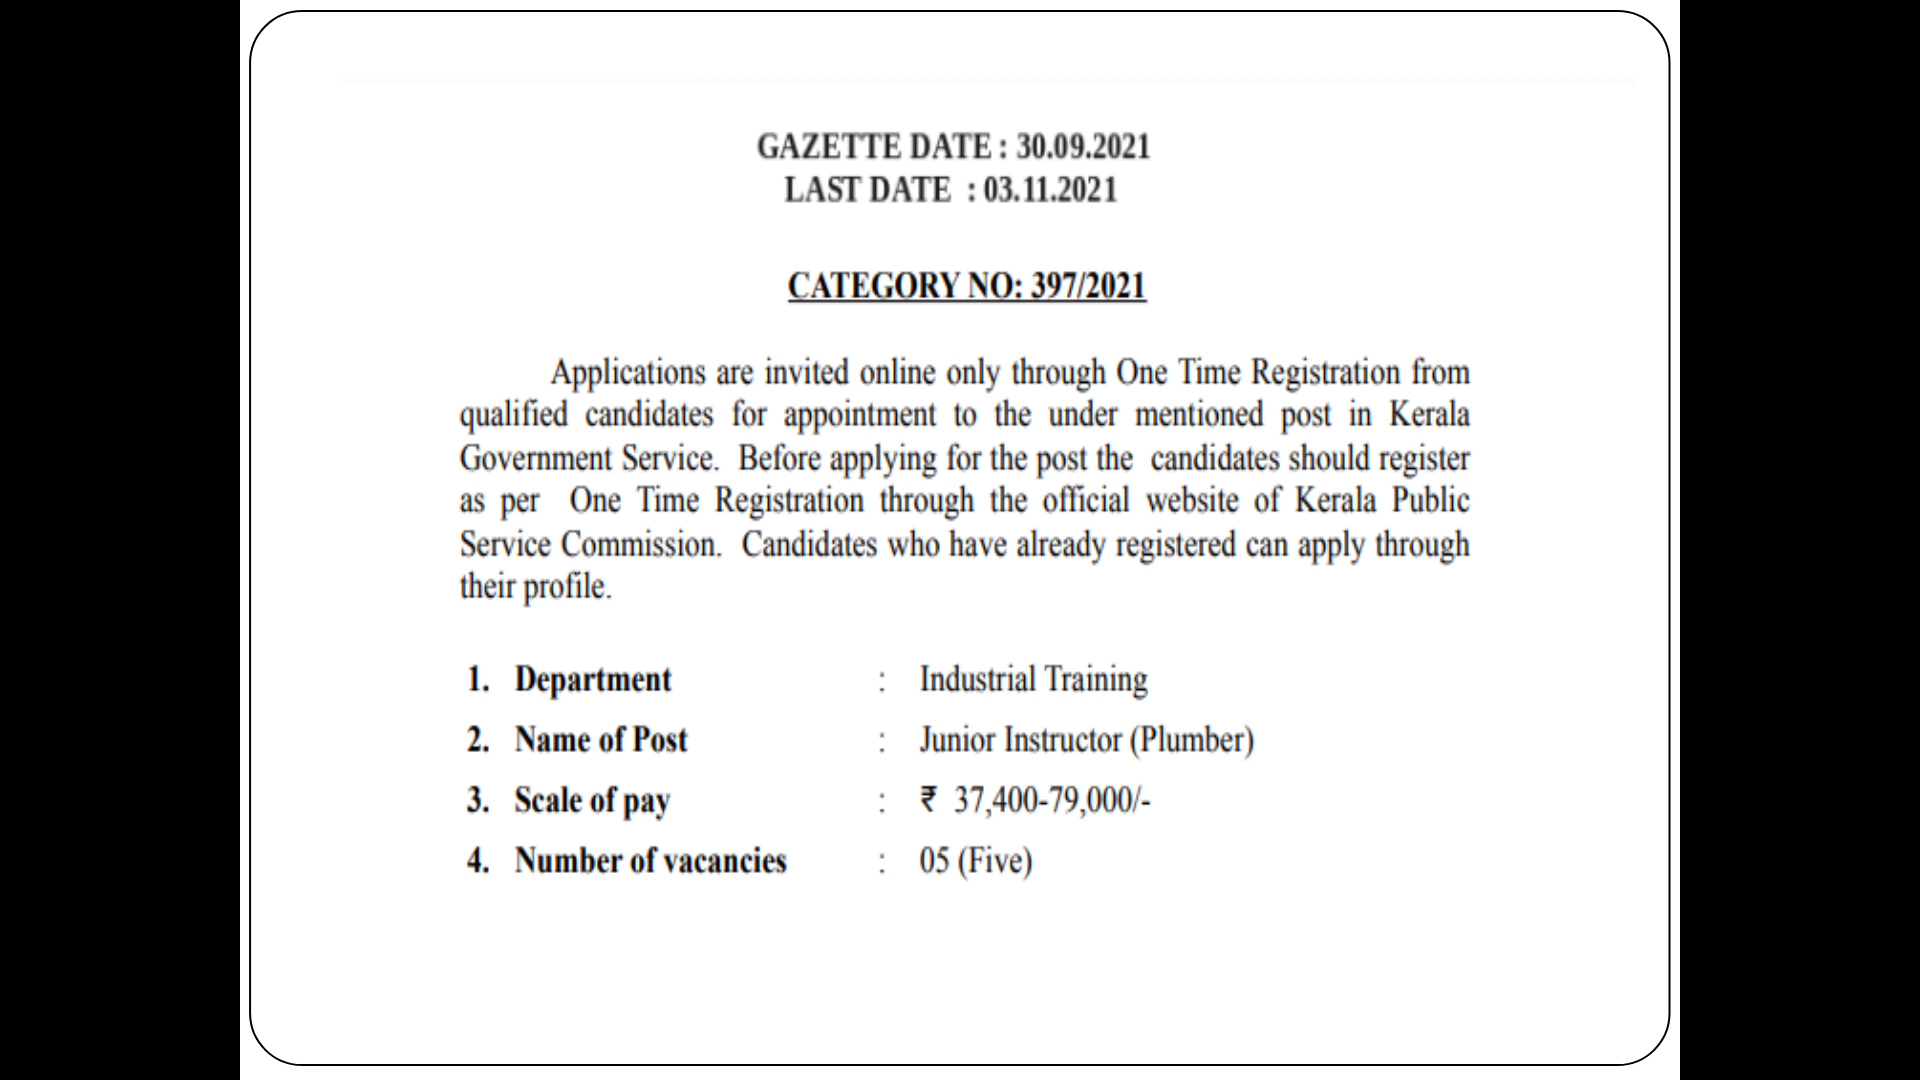 GAZETTE DATE : 30.09.2021
LAST DATE : 03.11.2021
CATEGORY NO: 397/2021
Applications are invited online only through One Time Registration from
qualified candidates for appointment to the under mentioned post in Kerala
Government Service. Before applying for the post the candidates should register
as per One Time Registration through the official website of Kerala Public
Service Commission. Candidates who have already registered can apply through
their profile.
1. Department : Industrial Training
2. Name of Post : Junior Instructor (Plumber)
3. Scale of pay : ₹ 37,400-79,000/-
4. Number of vacancies : 05 (Five)